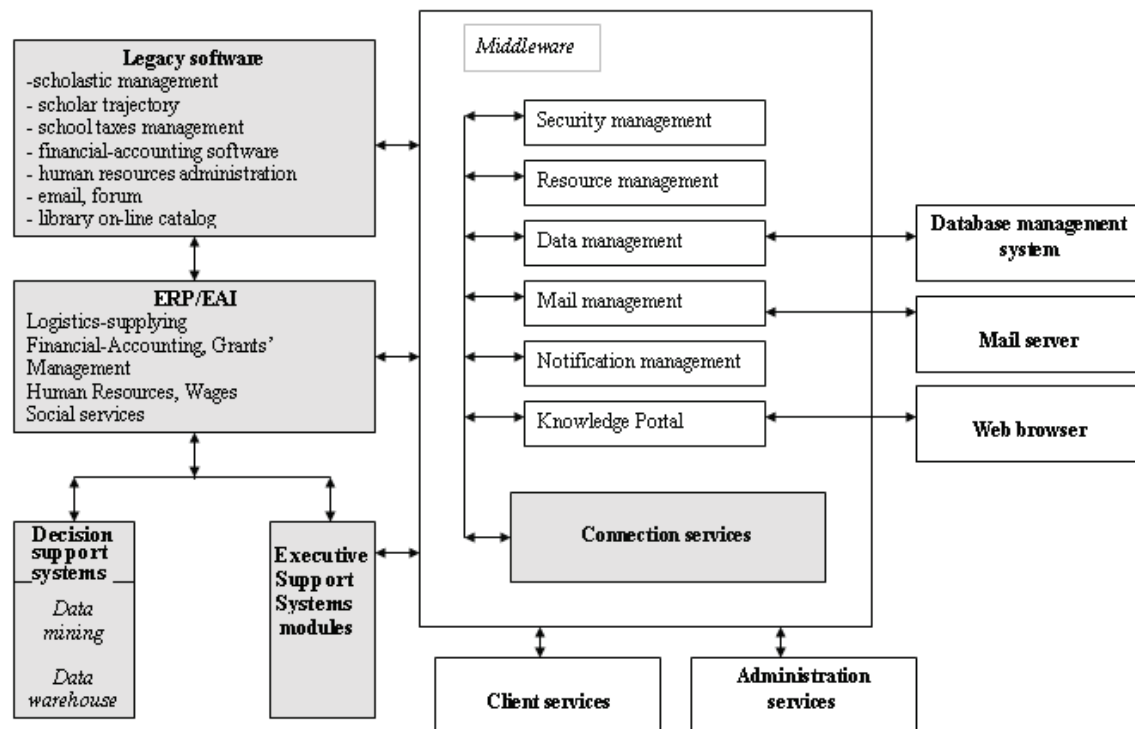 Legacy software
-scholastic management
- scholar trajectory
- school taxes management
- financial-accounting software
- human resources administration
- email, forum
- library on-line catalog
ERP/EAI
Logistics-supplying
Financial-Accounting, Grants’
Management
Human Resources, Wages
Social services
Decision
support
systems
Data
mining
Data
warehouse
Executive
Support
Systems
modules
Middleware
Security management
Resource management
Data management
Mail management
Notification management
Knowledge Portal
Connection services
Database management
system
Mail server
Web browser
Client services
Administration
services